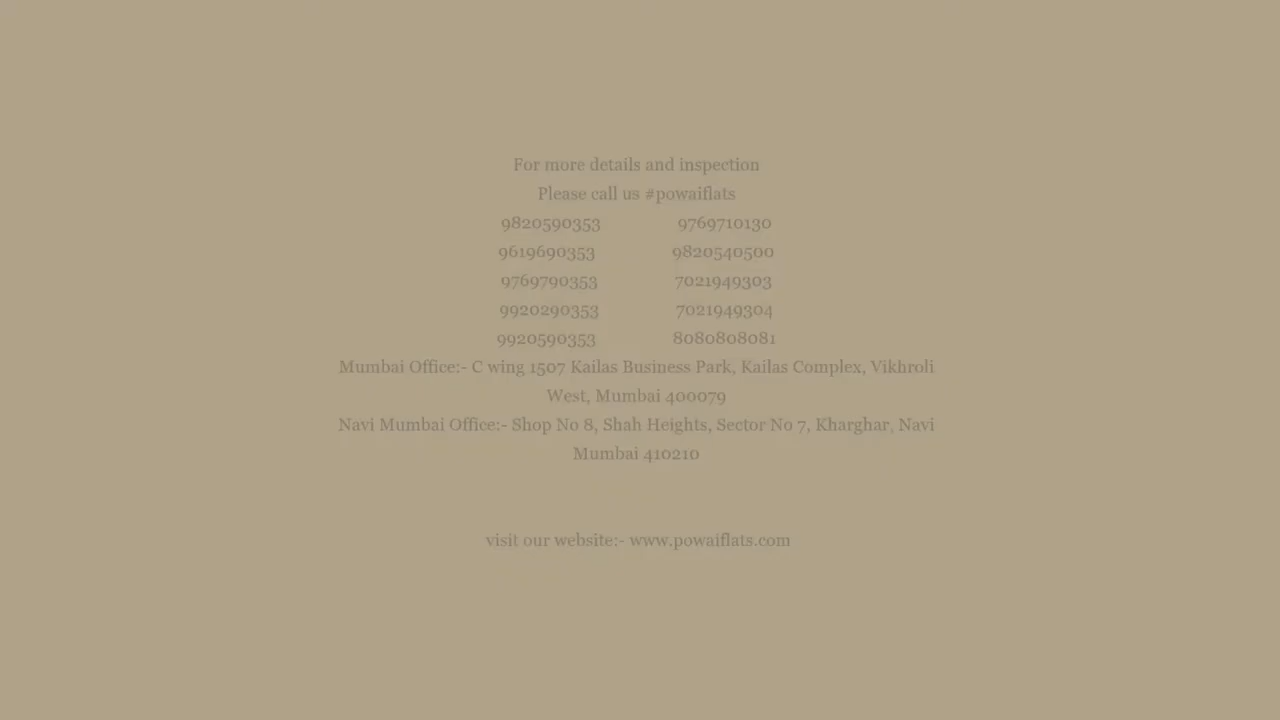 For more details and inspection
Please call us #powaiflats
9820590353 9769710130
9619690353 9820540500
9769790353 7021949303
9920290353 7021949304
9920590353 8080808081
Mumbai Office:- C wing 1507 Kailas Business Park, Kailas Complex, Vikhroli
West, Mumbai 400079
Navi Mumbai Office:- Shop No 8, Shah Heights, Sector No 7, Kharghar, Navi
Mumbai 410210
visit our website:- www.powaiflats.com